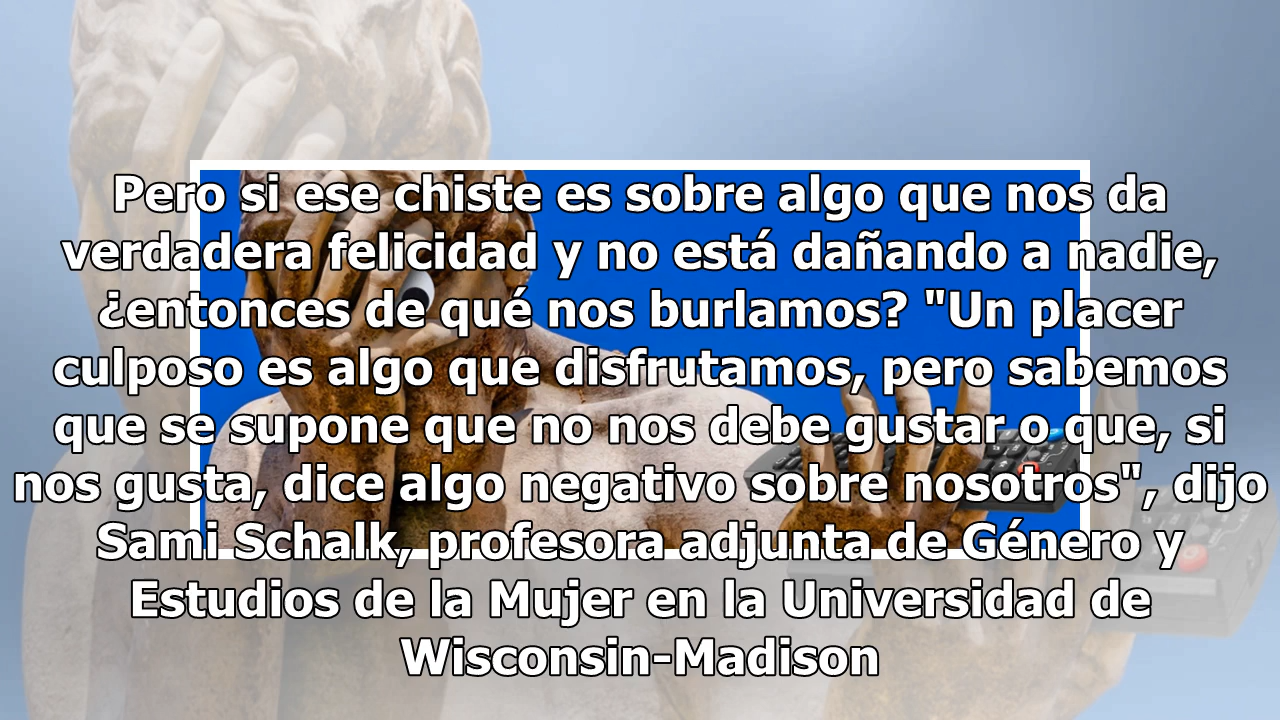 Pero si ese chiste es sobre algo que nos da
verdadera felicidad y no está dañando a nadie,
¿entonces de qué nos burlamos? "Un placer
culposo es algo que disfrutamos, pero sabemos
que se supone que no nos debe gustar o que, si
nos gusta, dice algo negativo sobre nosotros", dijo
Sami Schalk, profesora adjunta de Género y
Estudios de la Mujer en la Universidad de
Wisconsin-Madison